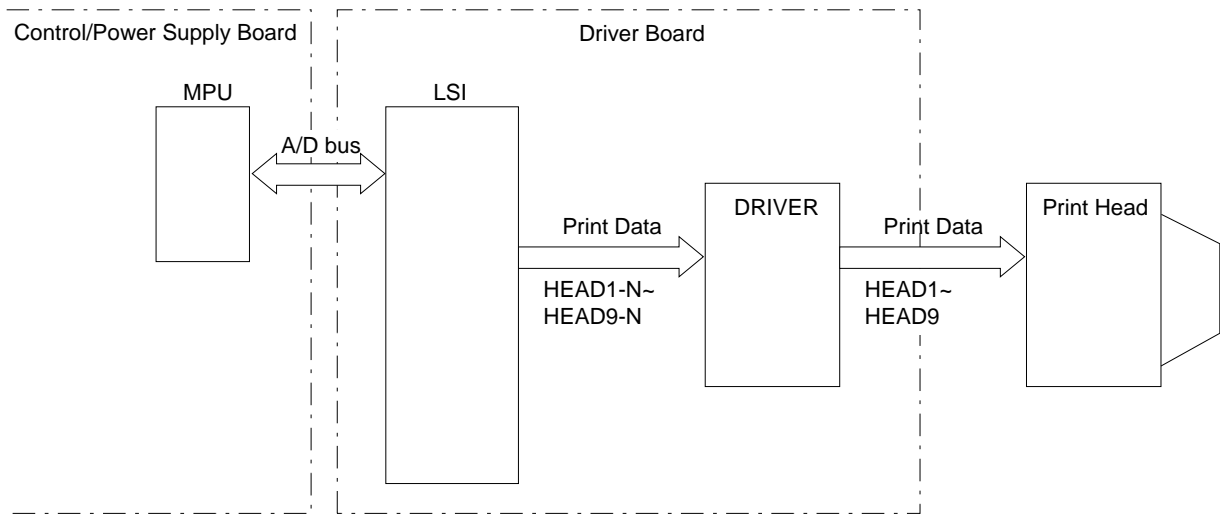 Control/Power Supply Board
Driver Board
MPU
LSI
A/D bus
DRIVER
Print Head
Print Data
Print Data
HEAD1-N~
HEAD9-N
HEAD1~
HEAD9